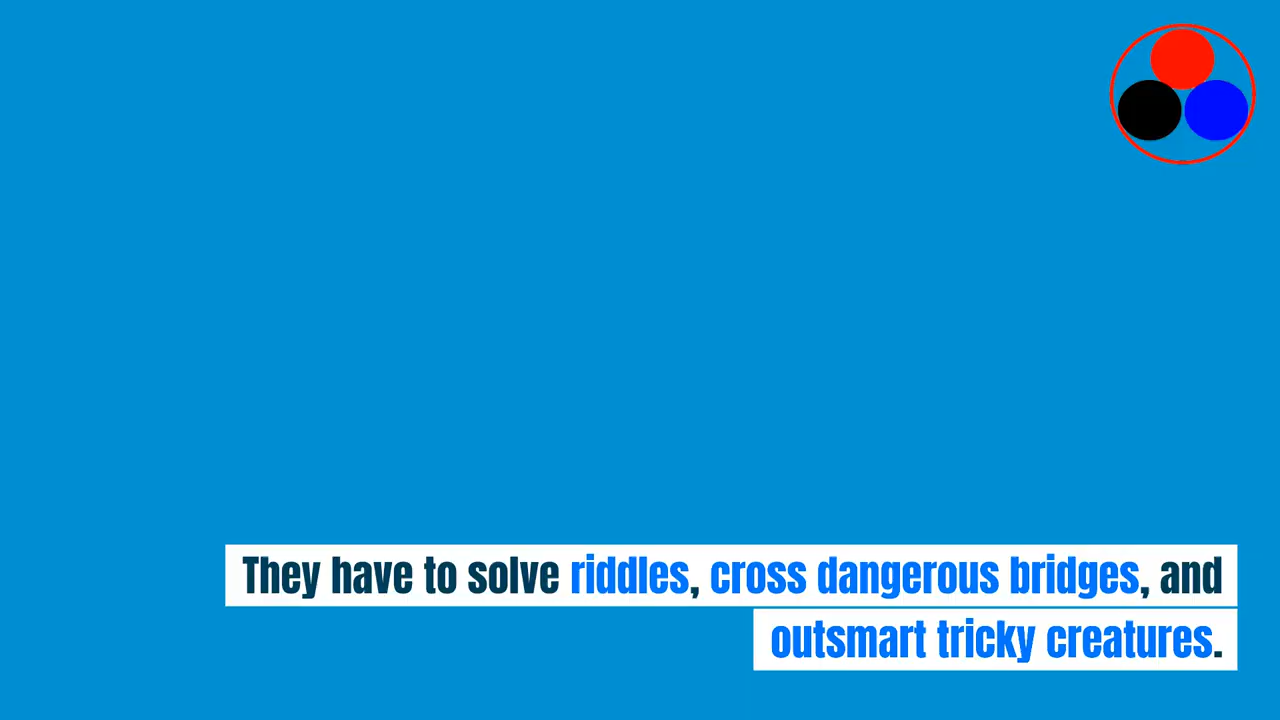 They have to solve riddles, cross dangerous bridges, and
outsmart tricky creatures.